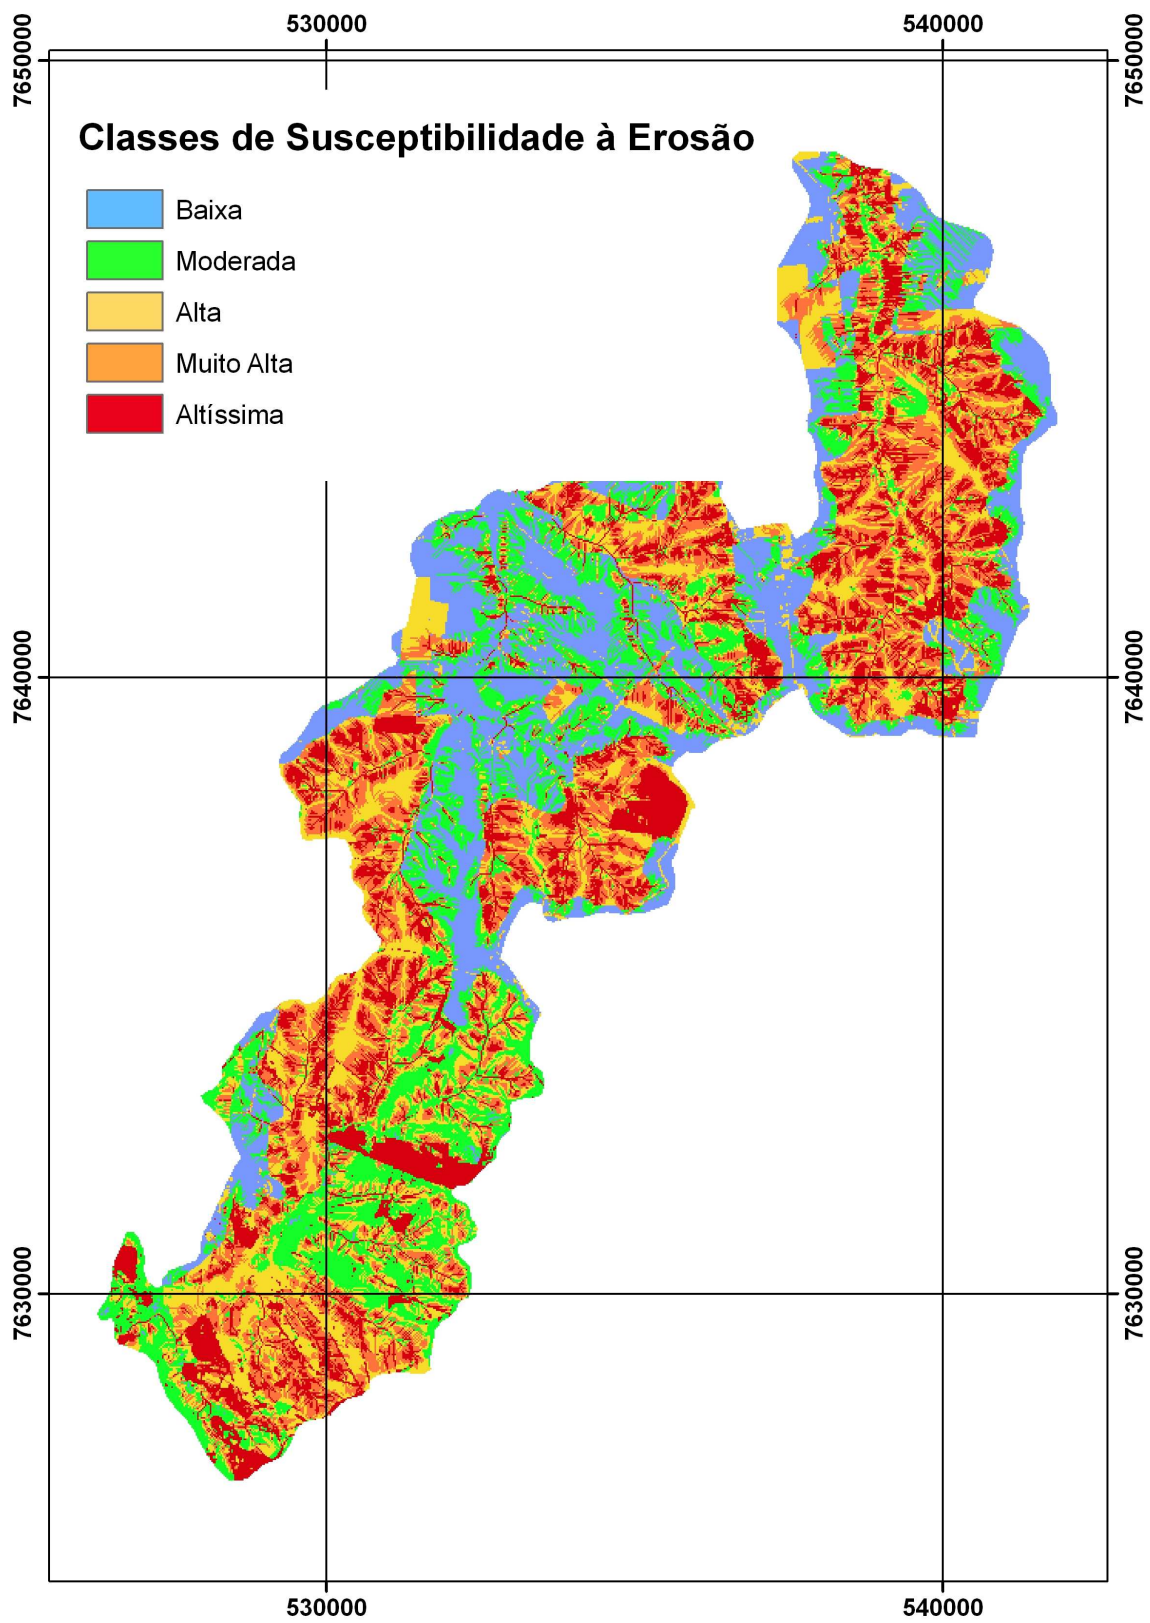 530000 540000
7650000 7650000
Classes de Susceptibilidade à Erosão
Baixa
Moderada
Alta
Muito Alta
Altíssima
7640000 7640000
7630000 7630000
530000 540000